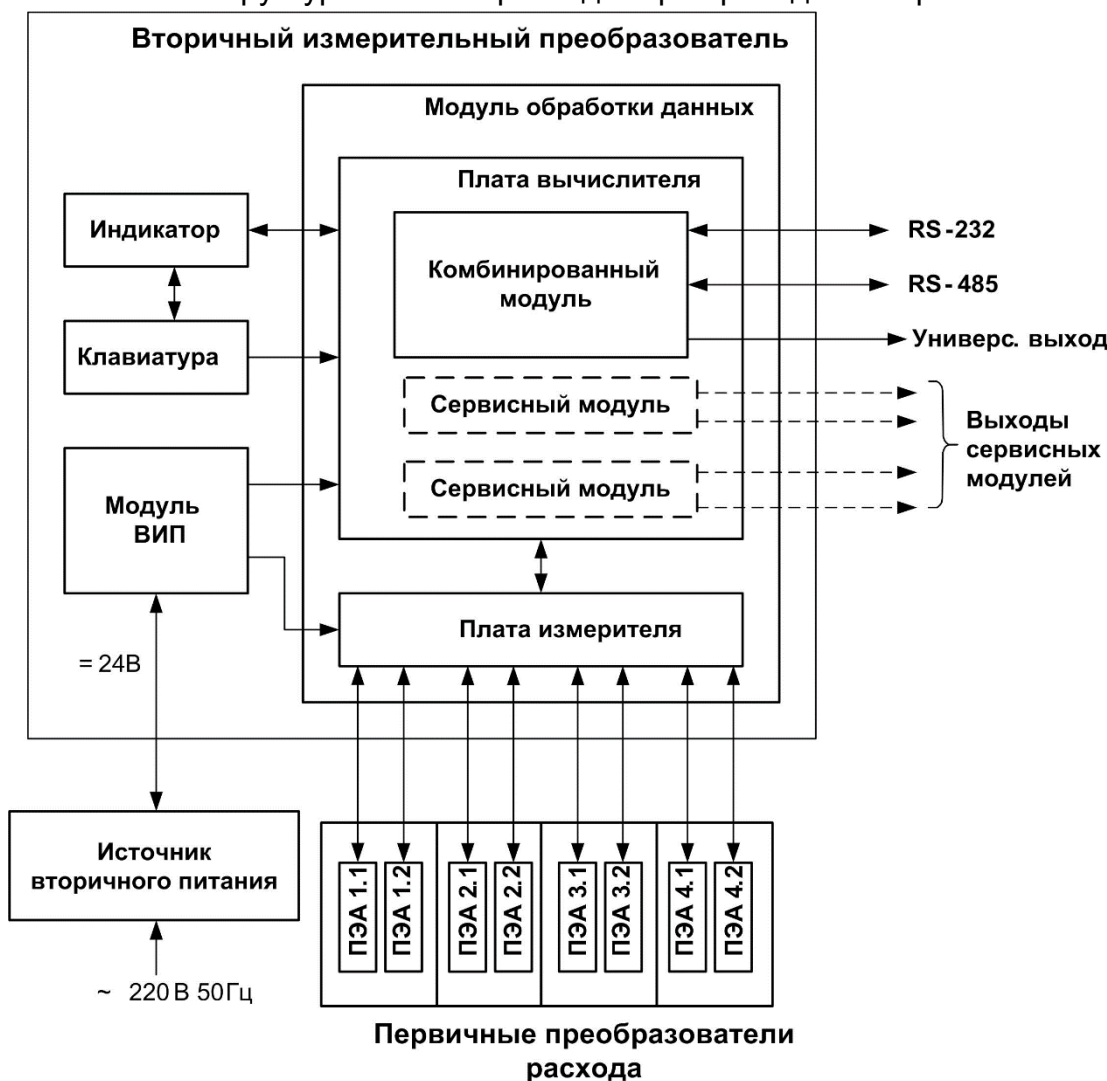 Вторичный измерительный преобразователь
Модуль обработки данных
Плата вычислителя
Индикатор
Комбинированный
модуль
RS-232
RS-485
Универс. выход
Клавиатура
Сервисный модуль
Сервисный модуль
Выходы
сервисных
модулей
Модуль
ВИП
Плата измерителя
= 24В
Источник
вторичного питания
~ 220В 50Гц
ПЭА 1.1
ПЭА 1.2
ПЭА 2.1
ПЭА 2.2
ПЭА 3.1
ПЭА 3.2
ПЭА 4.1
ПЭА 4.2
Первичные преобразователи
расхода